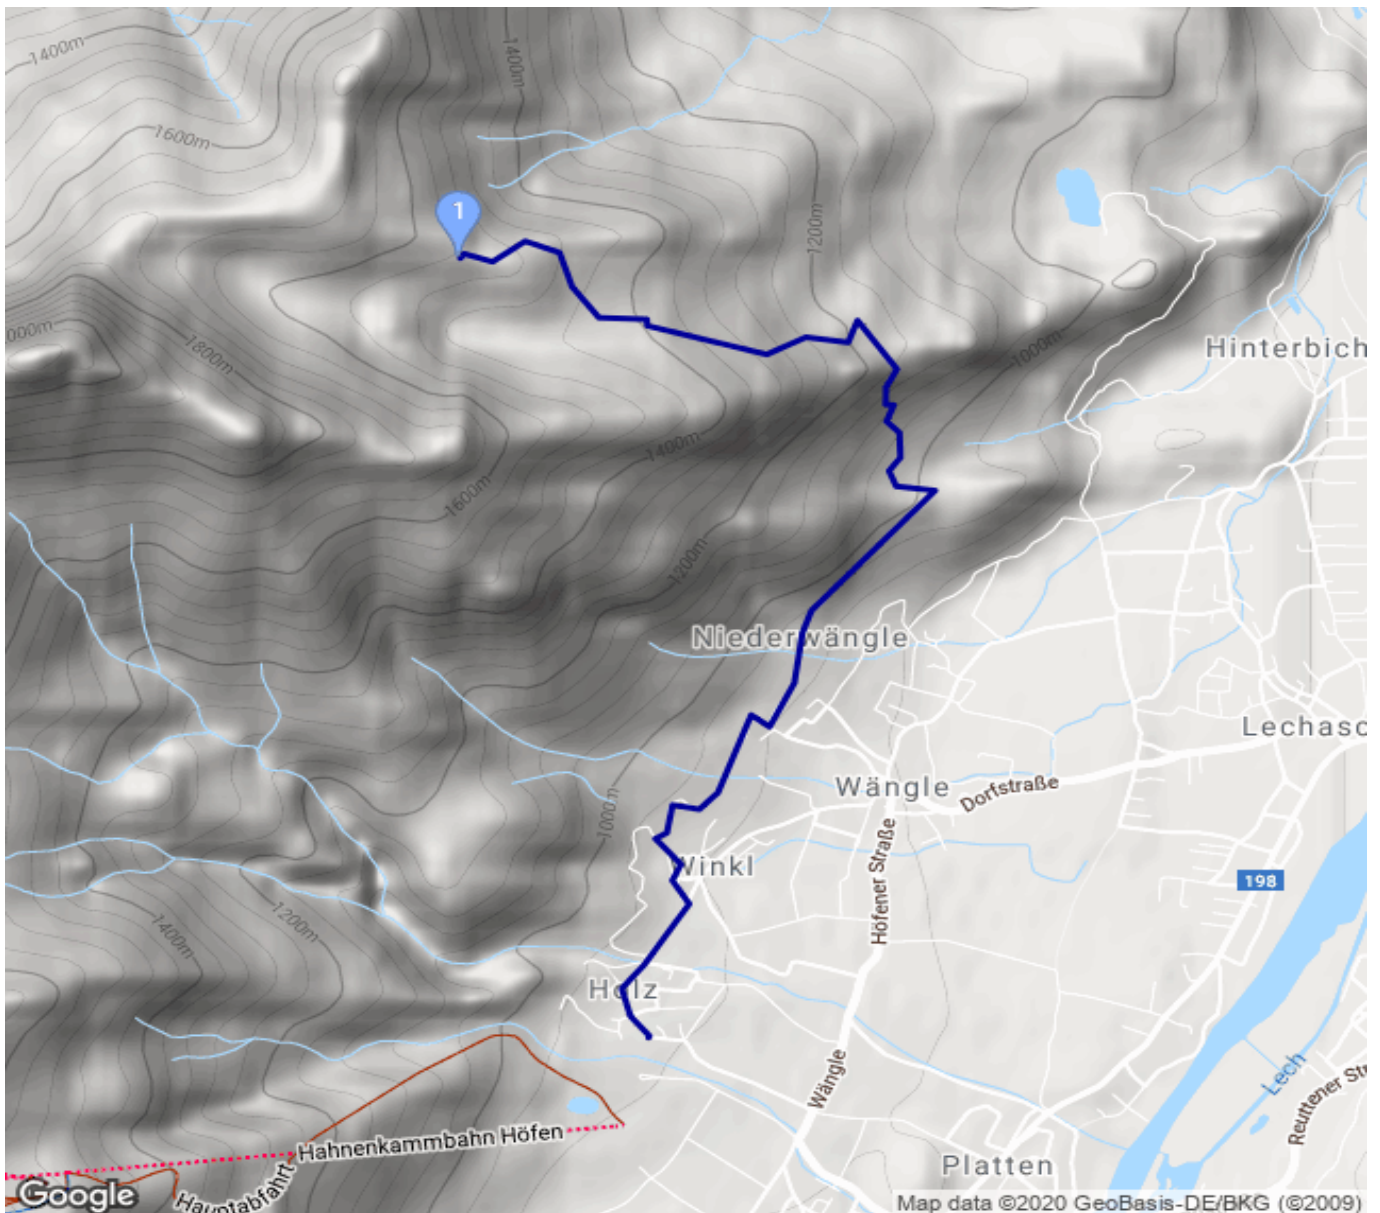 1400m
1400m
1600m
1
1200m
000m
1800m
1000m
Hinterbich
1400m
1600m
1200m
Niederwängle
Lechasc
Wängle
Dorfstraße
1000m
Winkl
198
Höfener Straße
1400m
1200m
Holz
Wängle
Lech
Reuttener Str
Hahnenkammbahn Höfen
Platten
Hauptabfahrt
Google
Map data ©2020 GeoBasis-DE/BKG (©2009)